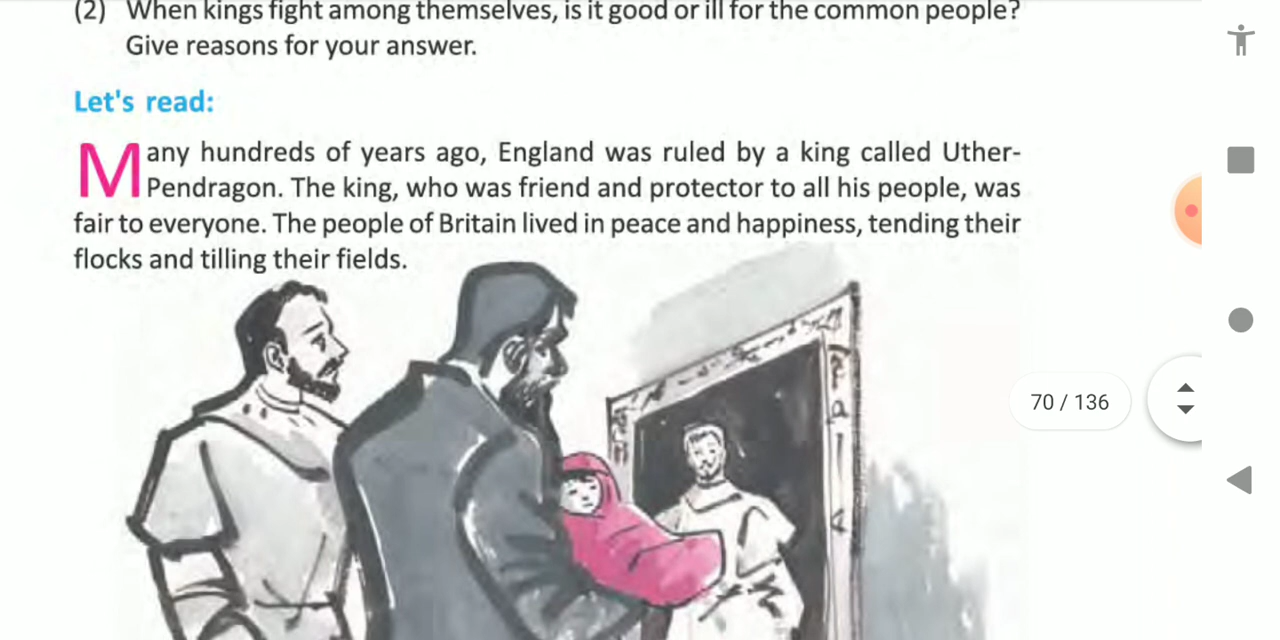 (2) When kings fight among themselves, is it good or ill for the common people?
Give reasons for your answer.
Let's read:
Many hundreds of years ago, England was ruled by a king called Uther-
Pendragon. The king, who was friend and protector to all his people, was
fair to everyone. The people of Britain lived in peace and happiness, tending their
flocks and tilling their fields.
70 / 136